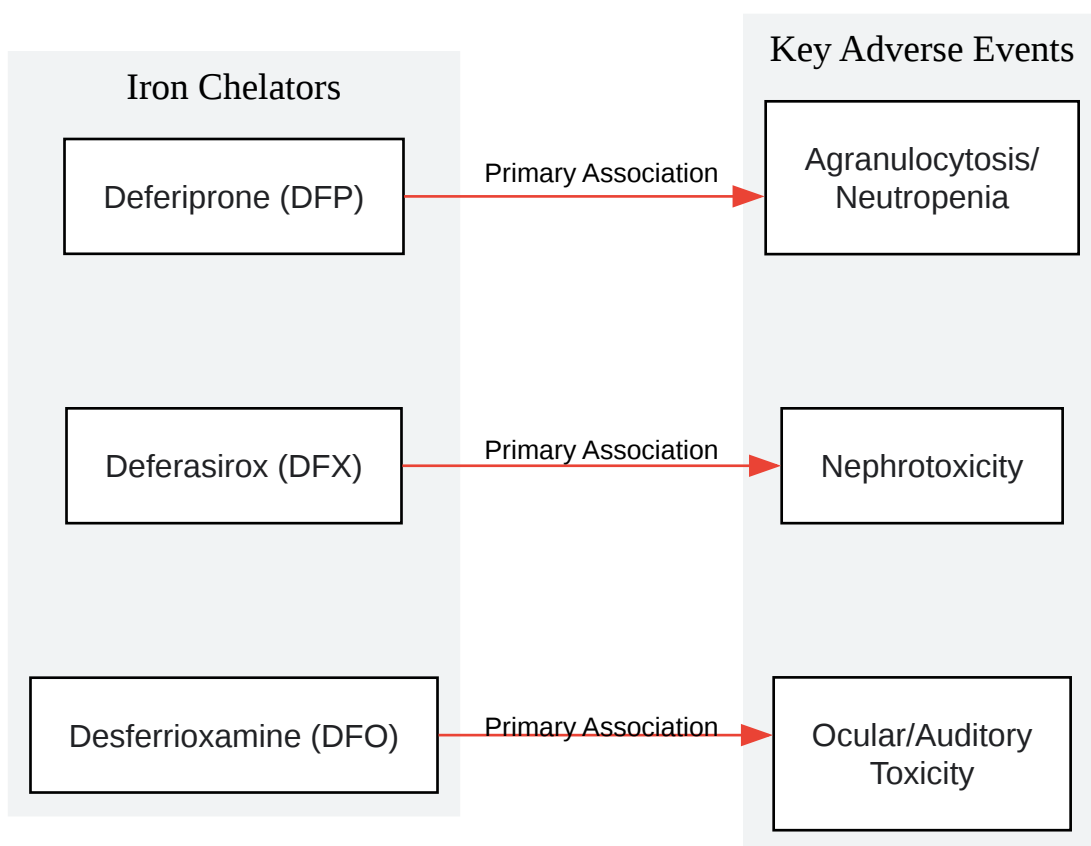 Iron Chelators
Key Adverse Events
Deferiprone (DFP)
Primary Association
Agranulocytosis/
Neutropenia
Deferasirox (DFX)
Primary Association
Nephrotoxicity
Desferrioxamine (DFO)
Primary Association
Ocular/Auditory
Toxicity